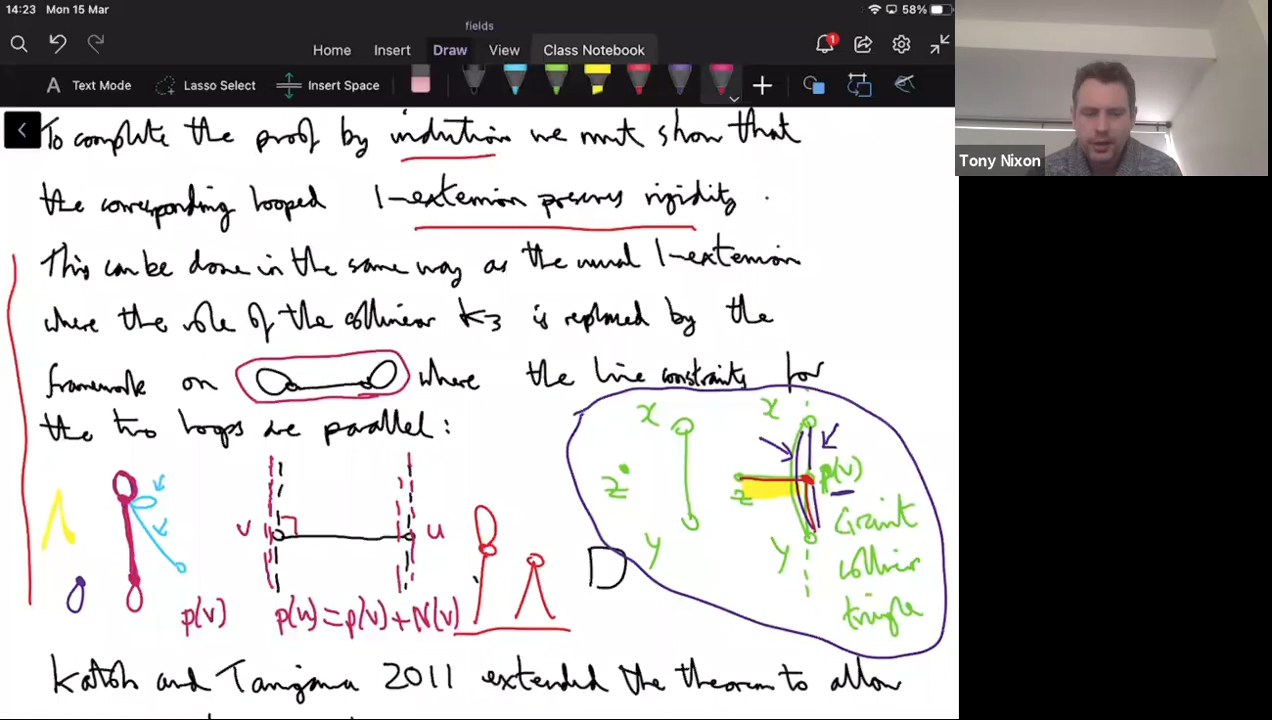 14:23 Mon 15 Mar
58%
fields
Home Insert Draw View Class Notebook
1
A Text Mode Lasso Select Insert Space
Tony Nixon
To complete the proof by induction we must show that
the corresponding looped 1-extension preserves rigidity.
This can be done in the same way as the usual 1-extension
where the role of the collinear K3 is replaced by the
framework on where the line constraints for
the two loops are parallel:
x x
z p(v)
z
y y
Grant
collinear
triangle
v u
p(v) p(u)=p(v)+N(v)
Katoh and Tanigawa 2011 extended the theorem to allow